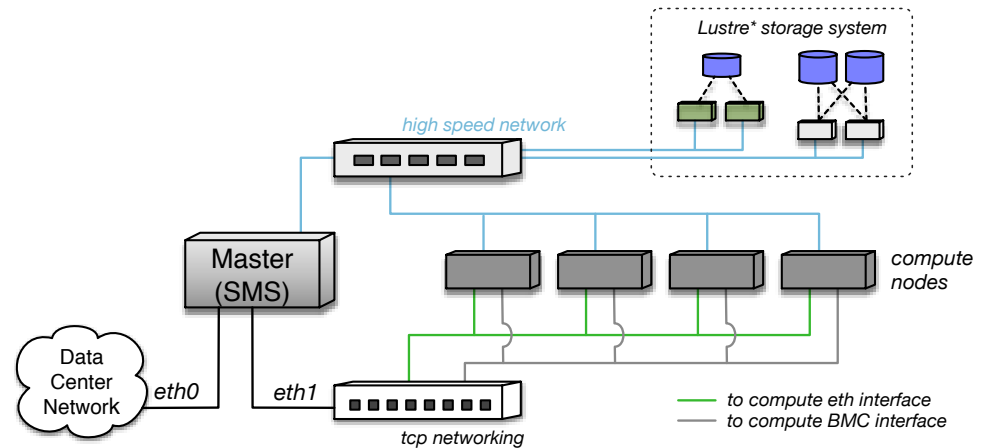 Lustre* storage system
high speed network
Master
(SMS)
compute
nodes
Data
Center
Network
eth0
eth1
tcp networking
to compute eth interface
to compute BMC interface